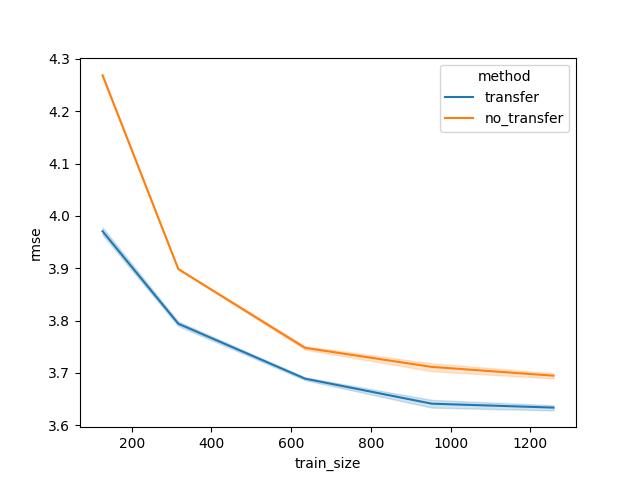 4.3
4.2
4.1
4.0
3.9
3.8
3.7
3.6
rmse
200
400
600
800
1000
1200
train_size
method
transfer
no_transfer